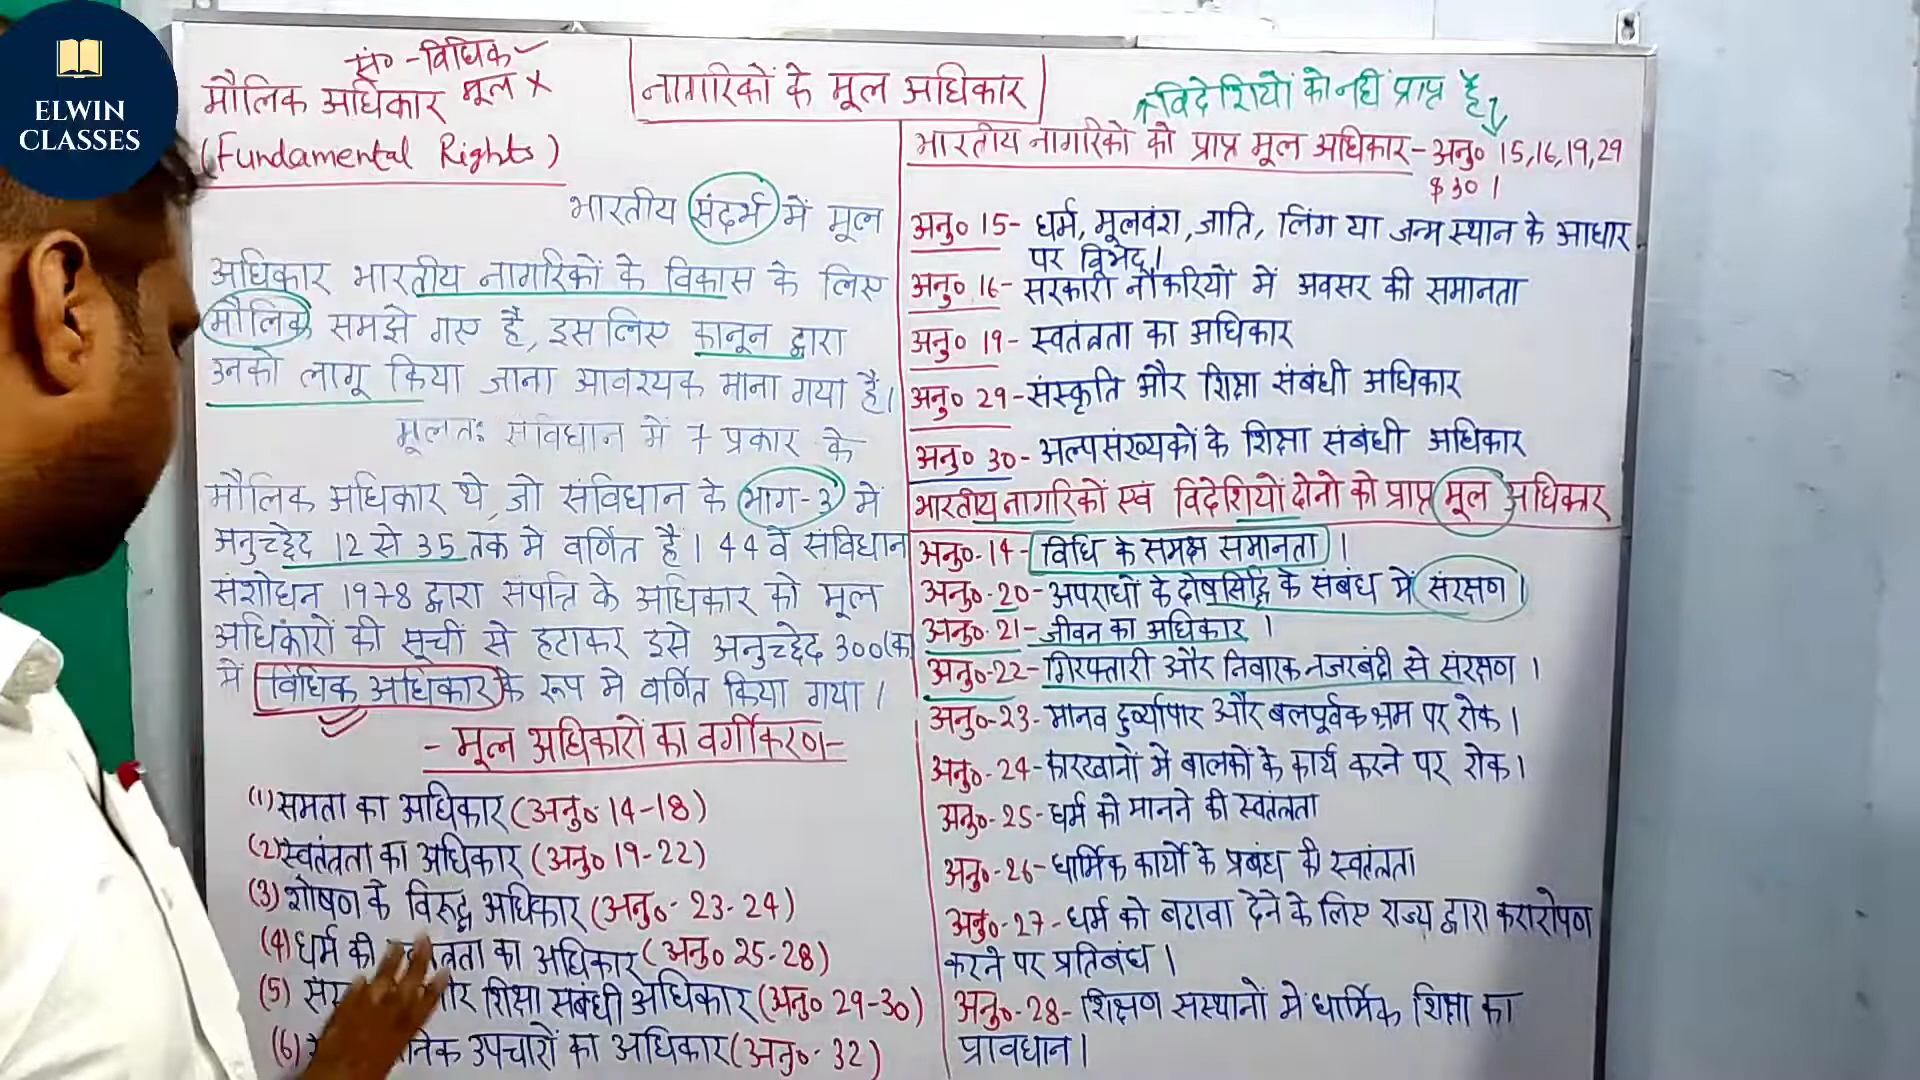 ELWIN
CLASSES
सं० - विधिक ✓
मौलिक अधिकार मूल ×
(Fundamental Rights)
नागरिकों के मूल अधिकार
भारतीय संदर्भ में मूल
अधिकार भारतीय नागरिकों के विकास के लिए
मौलिक समझे गए है, इसलिए कानून द्वारा
उनको लागू किया जाना आवश्यक माना गया है।
मूलतः संविधान में 7 प्रकार के
मौलिक अधिकार थे, जो संविधान के भाग-3 में
अनुच्छेद 12 से 35 तक मे वर्णित है। 44 वें संविधान
संशोधन 1978 द्वारा संपत्ति के अधिकार को मूल
अधिकारों की सूची से हटाकर इसे अनुच्छेद 300(क
में विधिक अधिकार के रूप मे वर्णित किया गया।
- मूल अधिकारों का वर्गीकरण-
(1) समता का अधिकार (अनु० 14-18)
(2) स्वतंत्रता का अधिकार (अनु० 19-22)
(3) शोषण के विरुद्ध अधिकार (अनु०- 23-24)
(4) धर्म की का अधिकार (अनु० 25-28)
(5) शिक्षा संबंधी अधिकार (अनु० 29-30)
(6) उपचारों का अधिकार (अनु०- 32)
विदेशियों को नहीं प्राप्त है
भारतीय नागरिकों को प्राप्त मूल अधिकार - अनु० 15,16,19,29
$ 30।
अनु० 15- धर्म, मूलवंश, जाति, लिंग या जन्म स्थान के आधार
पर विभेद।
अनु० 16- सरकारी नौकरियों में अवसर की समानता
अनु० 19- स्वतंत्रता का अधिकार
अनु० 29 - संस्कृति और शिक्षा संबंधी अधिकार
अनु० 30 - अल्पसंख्यकों के शिक्षा संबंधी अधिकार
भारतीय नागरिकों एवं विदेशियों दोनो को प्राप्त मूल अधिकार
अनु०-14- विधि के समक्ष समानता।
अनु०-20- अपराधों के दोषसिद्धि के संबंध में संरक्षण।
अनु०-21- जीवन का अधिकार।
अनु०-22- गिरफ्तारी और निवारक नजरबंदी से संरक्षण।
अनु०-23- मानव दुर्व्यापार और बलपूर्वक श्रम पर रोक।
अनु०-24- कारखानों में बालकों के कार्य करने पर रोक।
अनु०-25- धर्म को मानने की स्वतंत्रता
अनु०-26- धार्मिक कार्यों के प्रबंध की स्वतंत्रता
अनु०-27- धर्म को बढावा देने के लिए राज्य द्वारा करारोपण
करने पर प्रतिबंध।
अनु०-28- शिक्षण संस्थानों मे धार्मिक शिक्षा का
प्रावधान।